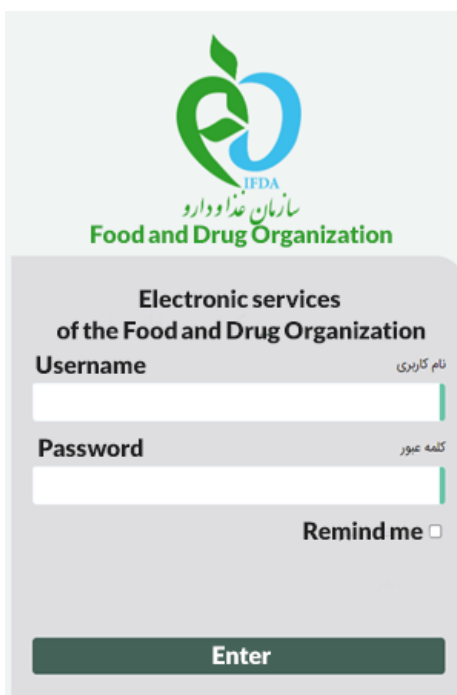 IFDA
سازمان غذا و دارو
Food and Drug Organization
Electronic services
of the Food and Drug Organization
Username نام کاربری
Password کلمه عبور
Remind me
Enter